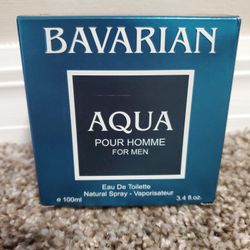 BAVARIAN
AQUA
POUR HOMME
FOR MEN
Eau De Toilette
Natural Spray - Vaporisateur
e 100ml 3.4 fl.oz.